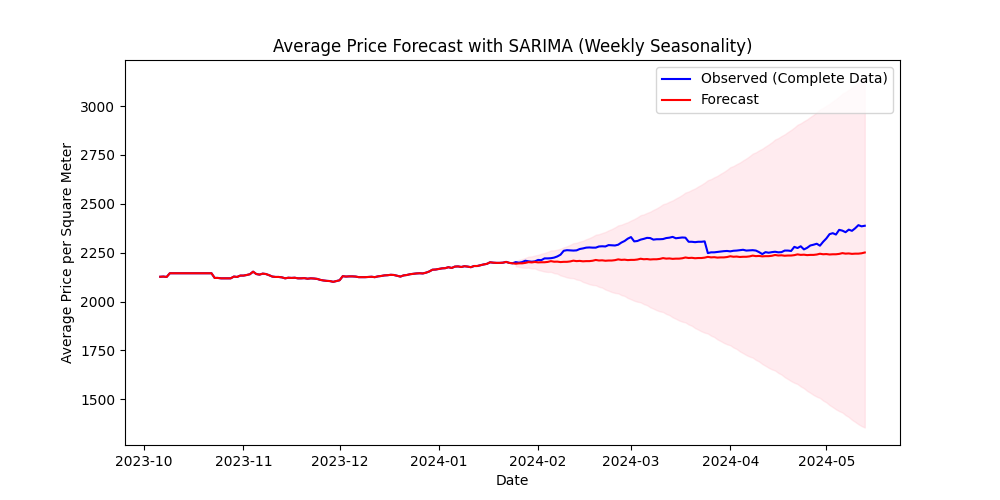 Average Price Forecast with SARIMA (Weekly Seasonality)
Observed (Complete Data)
Forecast
Average Price per Square Meter
3000
2750
2500
2250
2000
1750
1500
2023-10 2023-11 2023-12 2024-01 2024-02 2024-03 2024-04 2024-05
Date